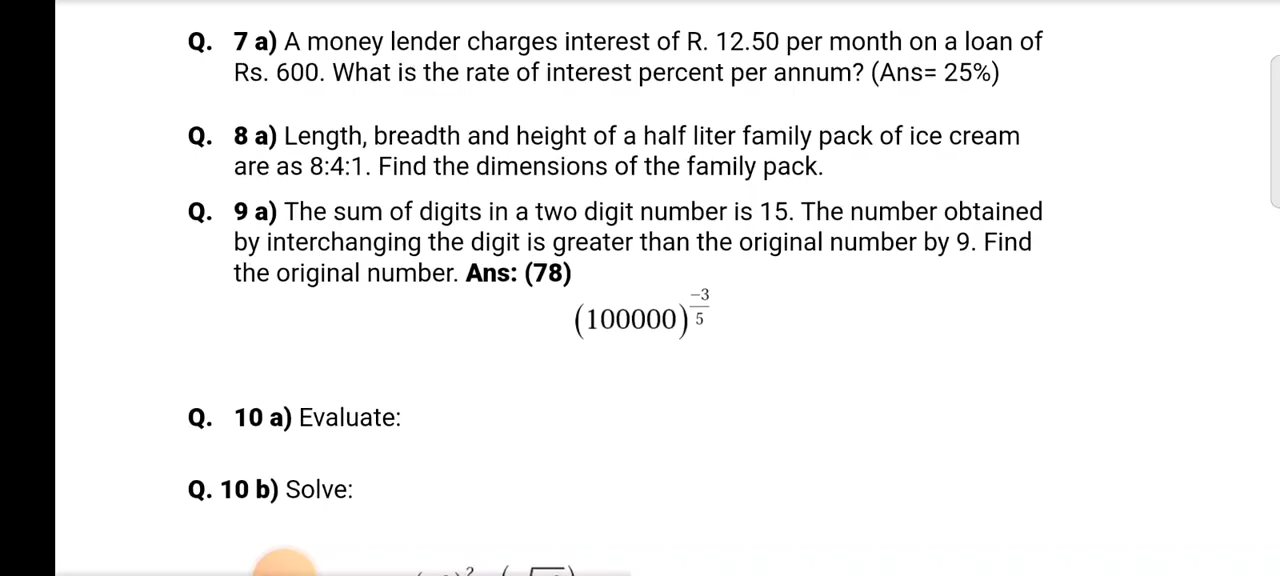 Q. 7 a) A money lender charges interest of R. 12.50 per month on a loan of
Rs. 600. What is the rate of interest percent per annum? (Ans= 25%)
Q. 8 a) Length, breadth and height of a half liter family pack of ice cream
are as 8:4:1. Find the dimensions of the family pack.
Q. 9 a) The sum of digits in a two digit number is 15. The number obtained
by interchanging the digit is greater than the original number by 9. Find
the original number. Ans: (78)
(100000)^(-3/5)
Q. 10 a) Evaluate:
Q. 10 b) Solve: